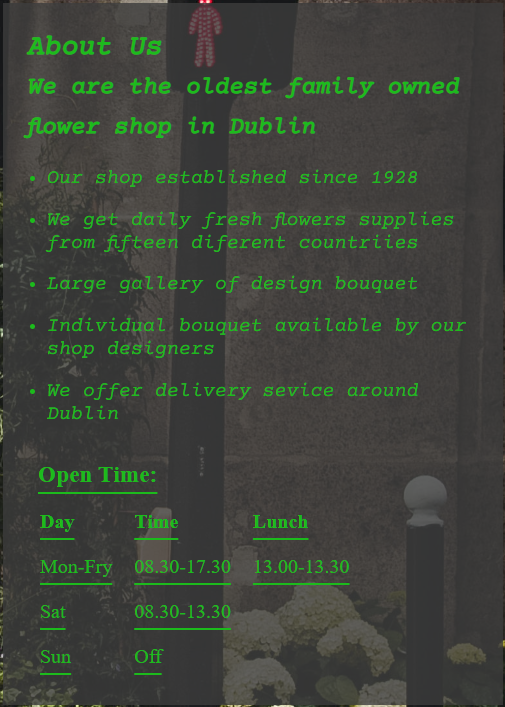 About Us
We are the oldest family owned
flower shop in Dublin
• Our shop established since 1928
• We get daily fresh flowers supplies
from fifteen diferent countriies
• Large gallery of design bouquet
• Individual bouquet available by our
shop designers
• We offer delivery sevice around
Dublin
Open Time:
Day Time Lunch
Mon-Fry 08.30-17.30 13.00-13.30
Sat 08.30-13.30
Sun Off